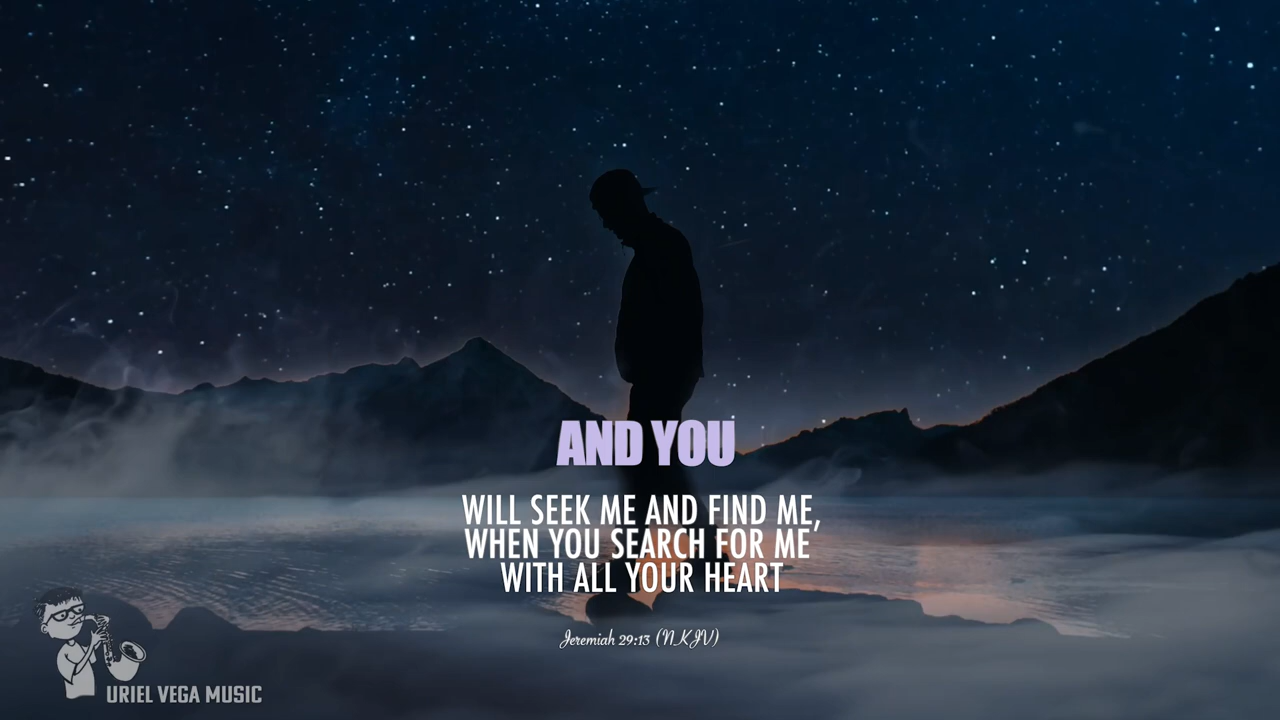 AND YOU
WILL SEEK ME AND FIND ME,
WHEN YOU SEARCH FOR ME
WITH ALL YOUR HEART
Jeremiah 29:13 (NKJV)
URIEL VEGA MUSIC